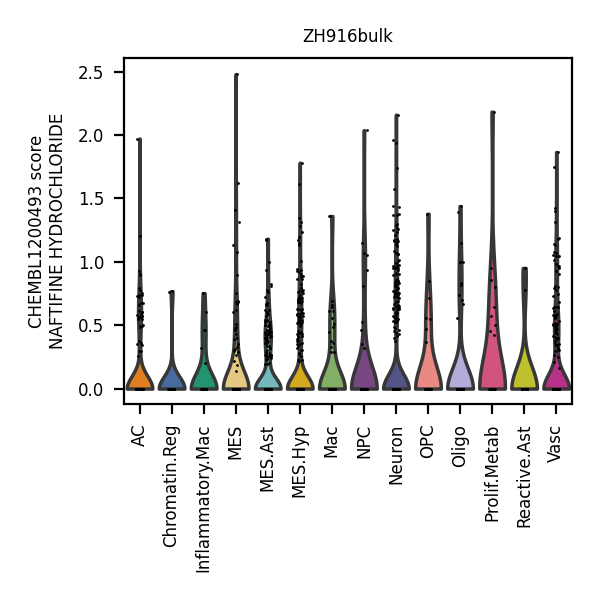 ZH916bulk
CHEMBL1200493 score
NAFTIFINE HYDROCHLORIDE
2.5
2.0
1.5
1.0
0.5
0.0
AC
Chromatin.Reg
Inflammatory.Mac
MES
MES.Ast
MES.Hyp
Mac
NPC
Neuron
OPC
Oligo
Prolif.Metab
Reactive.Ast
Vasc